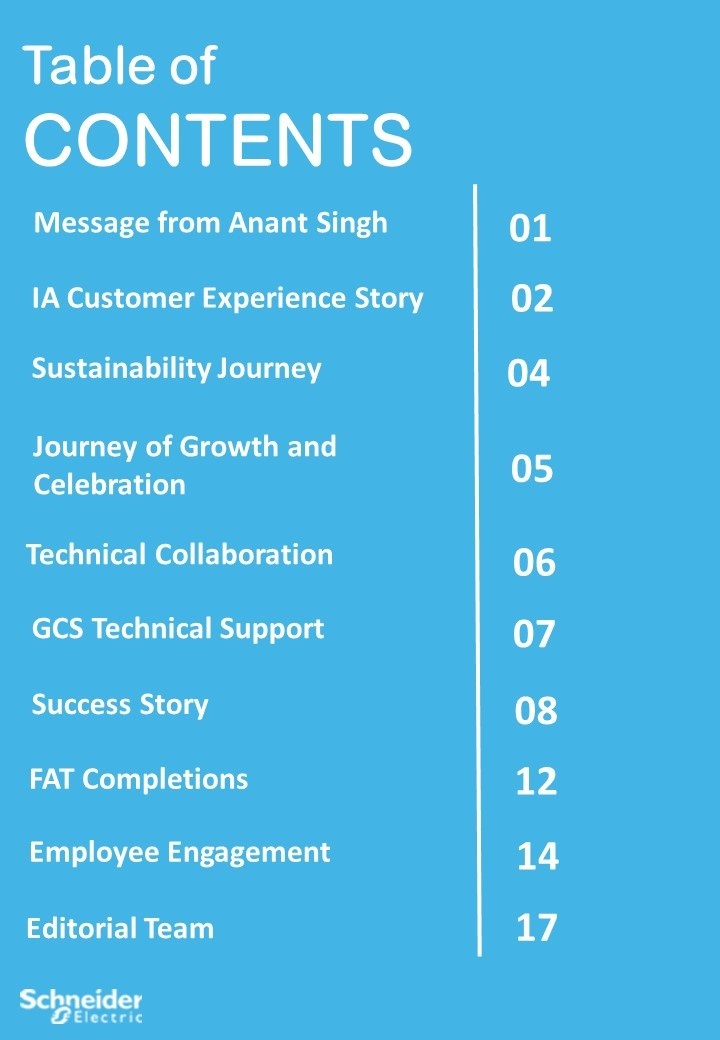 Table of
CONTENTS
Message from Anant Singh 01
IA Customer Experience Story 02
Sustainability Journey 04
Journey of Growth and
Celebration 05
Technical Collaboration 06
GCS Technical Support 07
Success Story 08
FAT Completions 12
Employee Engagement 14
Editorial Team 17
Schneider
Electric